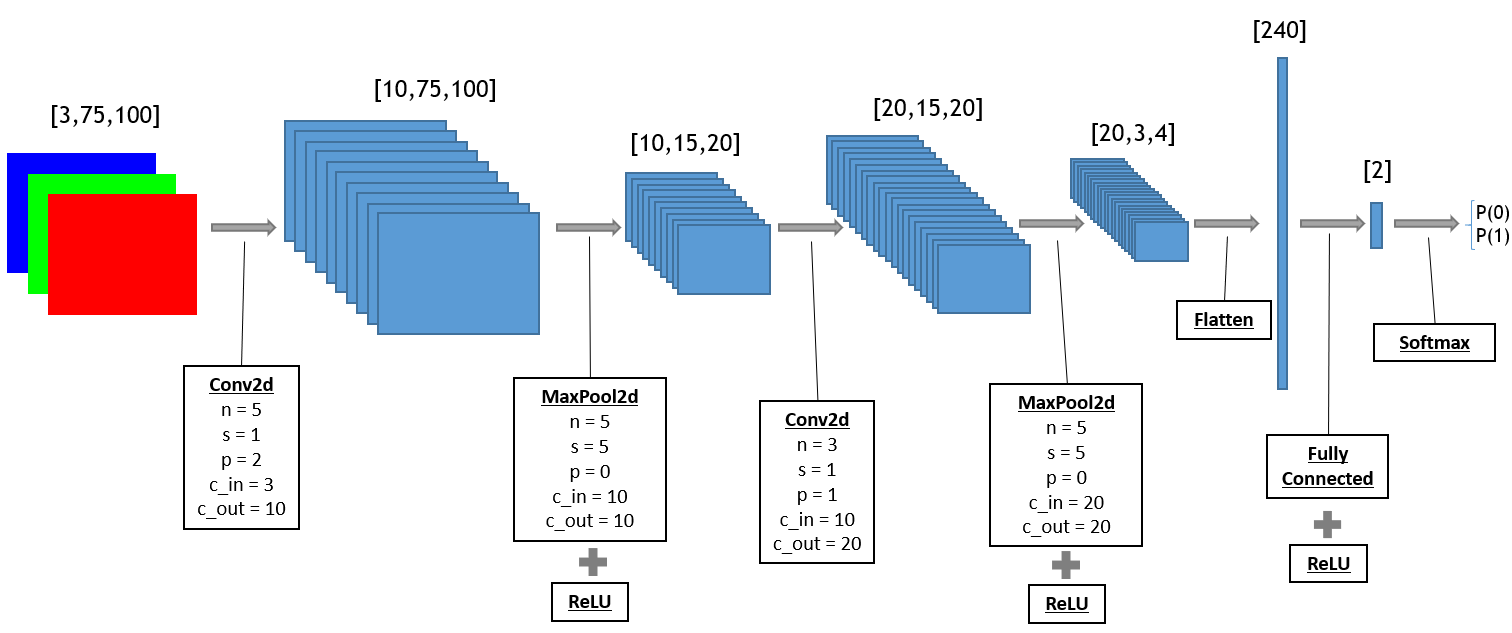 [3,75,100]
[10,75,100]
[10,15,20]
[20,15,20]
[20,3,4]
[240]
[2]
P(0)
P(1)
Conv2d
n = 5
s = 1
p = 2
c_in = 3
c_out = 10
MaxPool2d
n = 5
s = 5
p = 0
c_in = 10
c_out = 10
ReLU
Conv2d
n = 3
s = 1
p = 1
c_in = 10
c_out = 20
MaxPool2d
n = 5
s = 5
p = 0
c_in = 20
c_out = 20
ReLU
Flatten
Fully
Connected
ReLU
Softmax